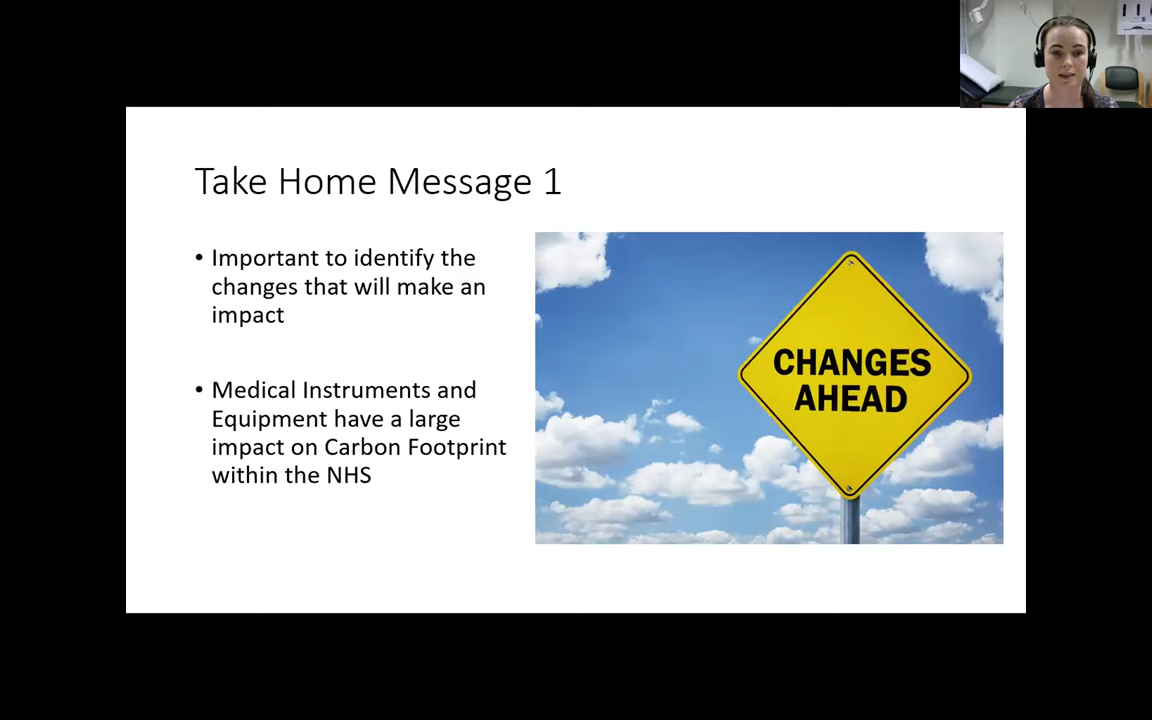 Take Home Message 1
• Important to identify the
changes that will make an
impact
• Medical Instruments and
Equipment have a large
impact on Carbon Footprint
within the NHS
CHANGES
AHEAD